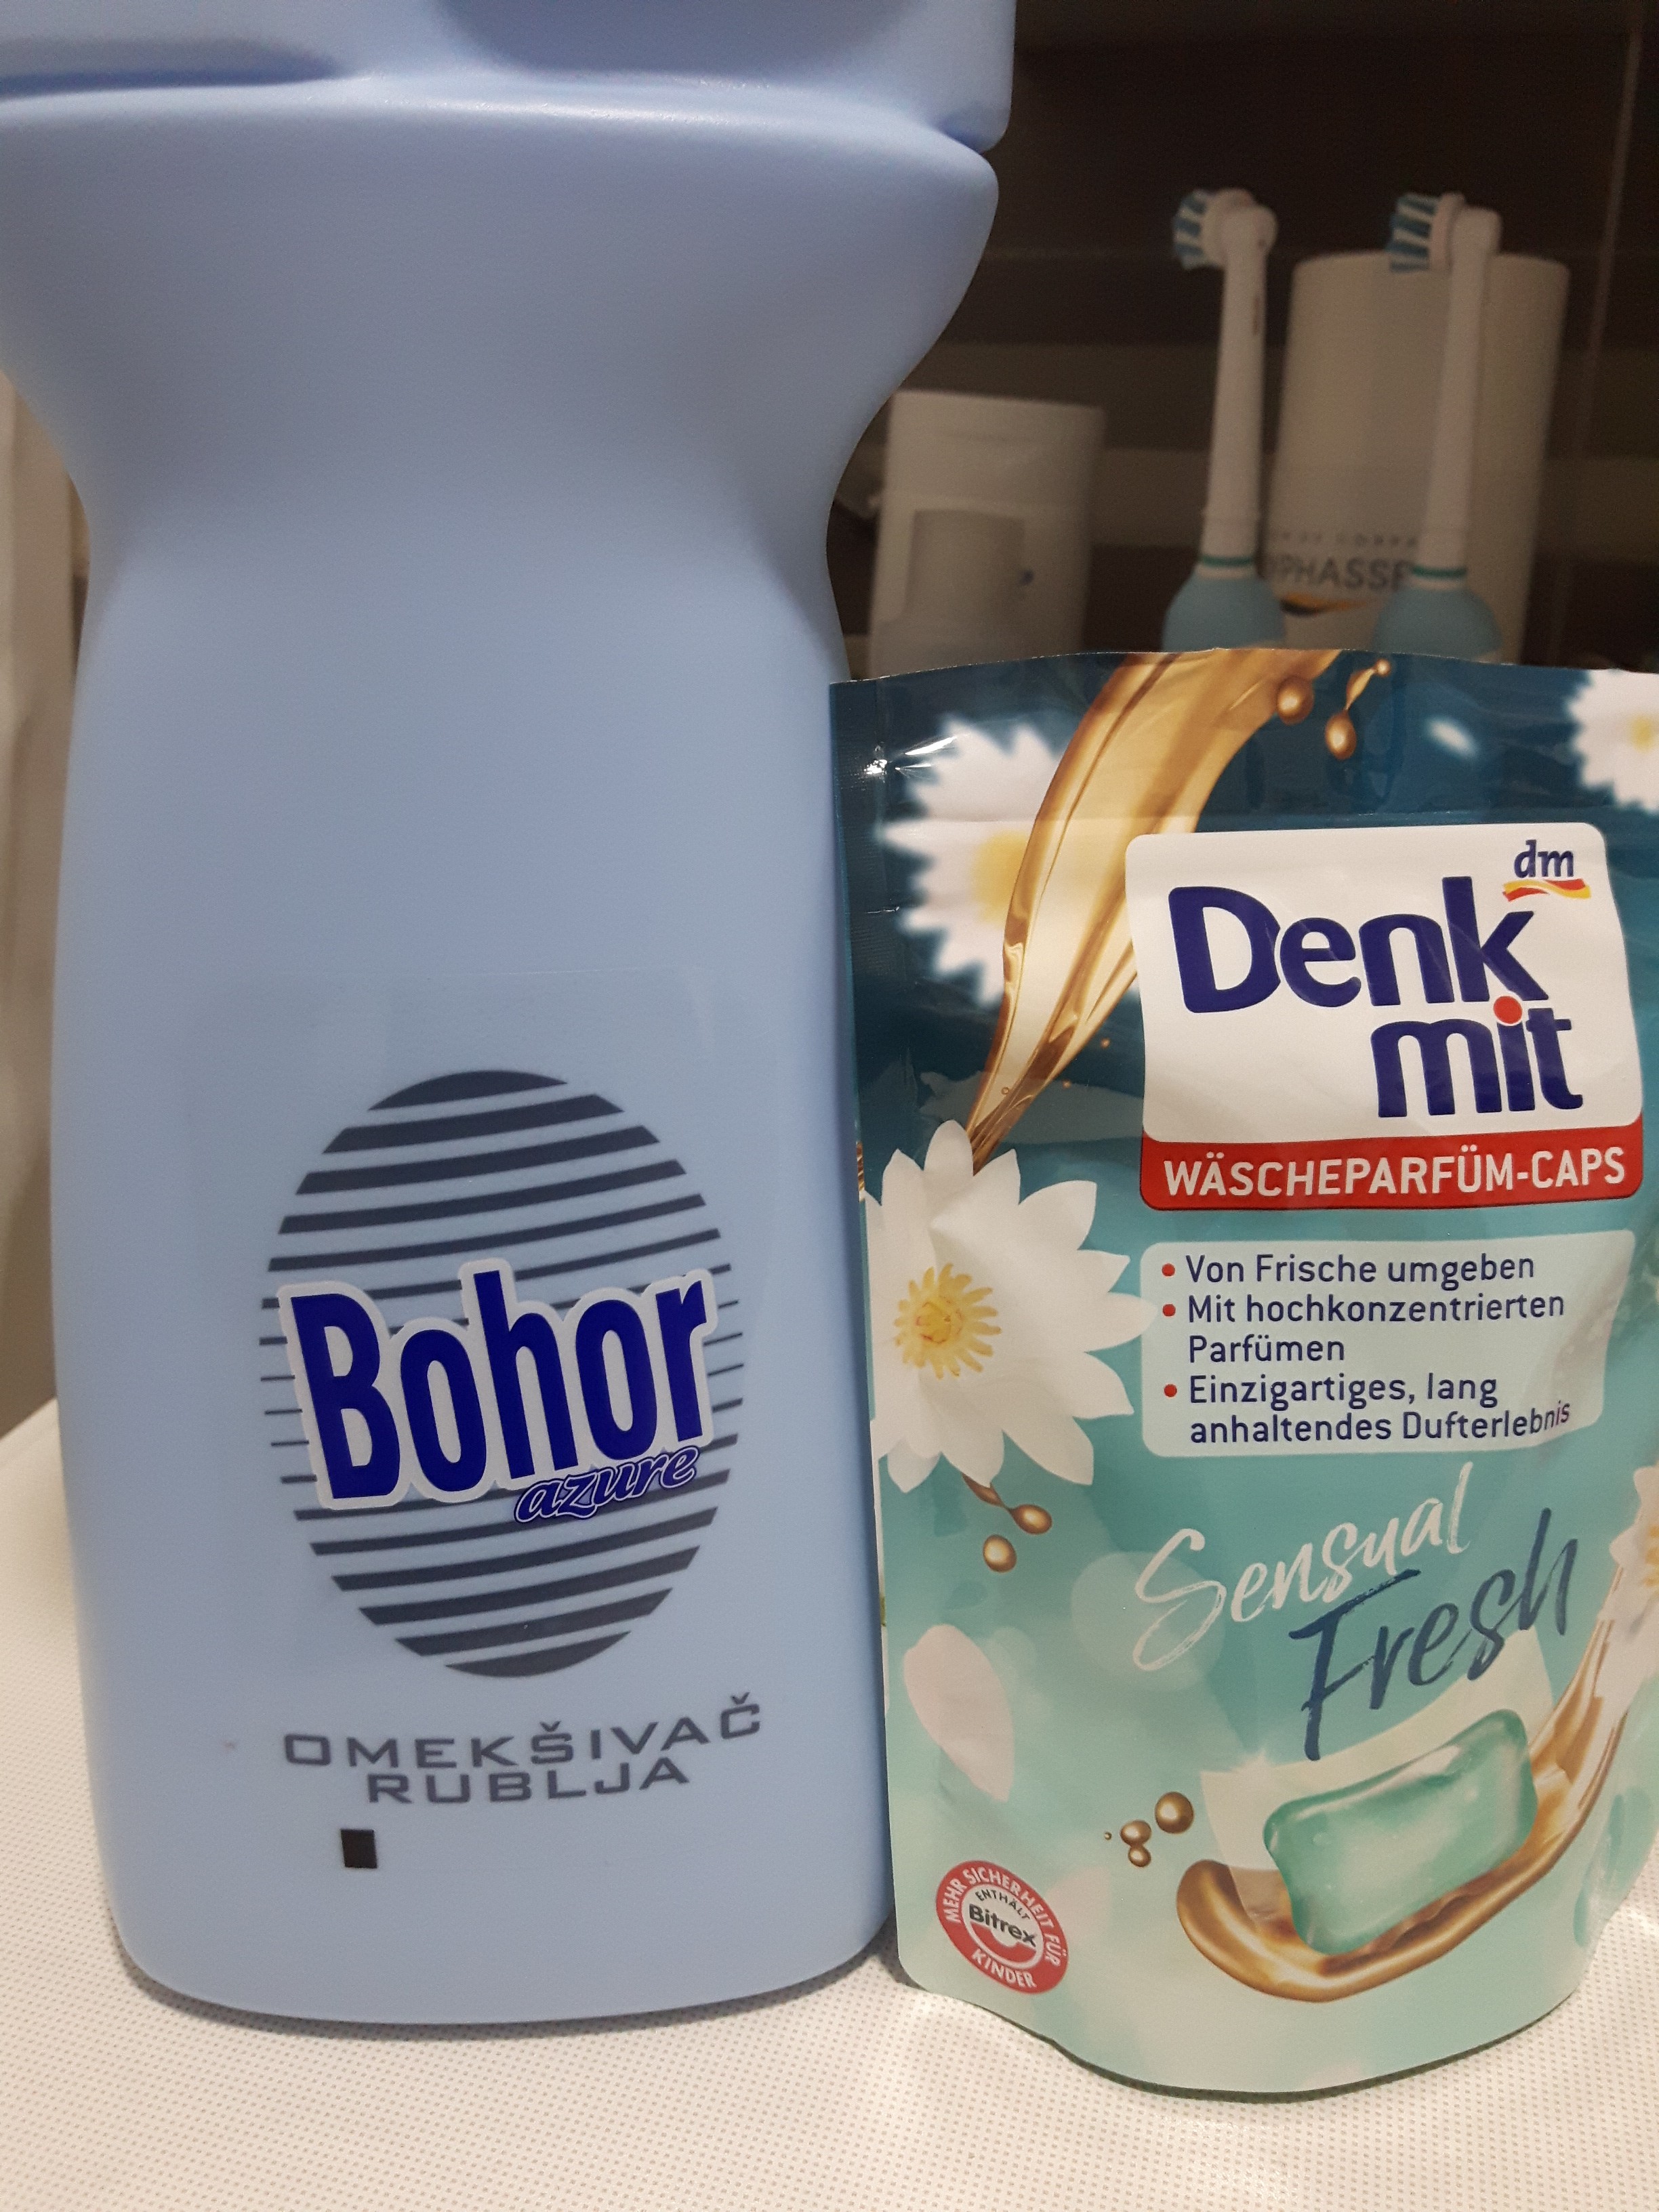 Bohor
azure
OMEKŠIVAČ
RUBLJA
dm
Denk
mit
WÄSCHEPARFÜM-CAPS
• Von Frische umgeben
• Mit hochkonzentrierten
Parfümen
• Einzigartiges, lang
anhaltendes Dufterlebnis
Sensual
Fresh
MEHR SICHERHEIT FÜR
KINDER
ENTHÄLT
Bitrex